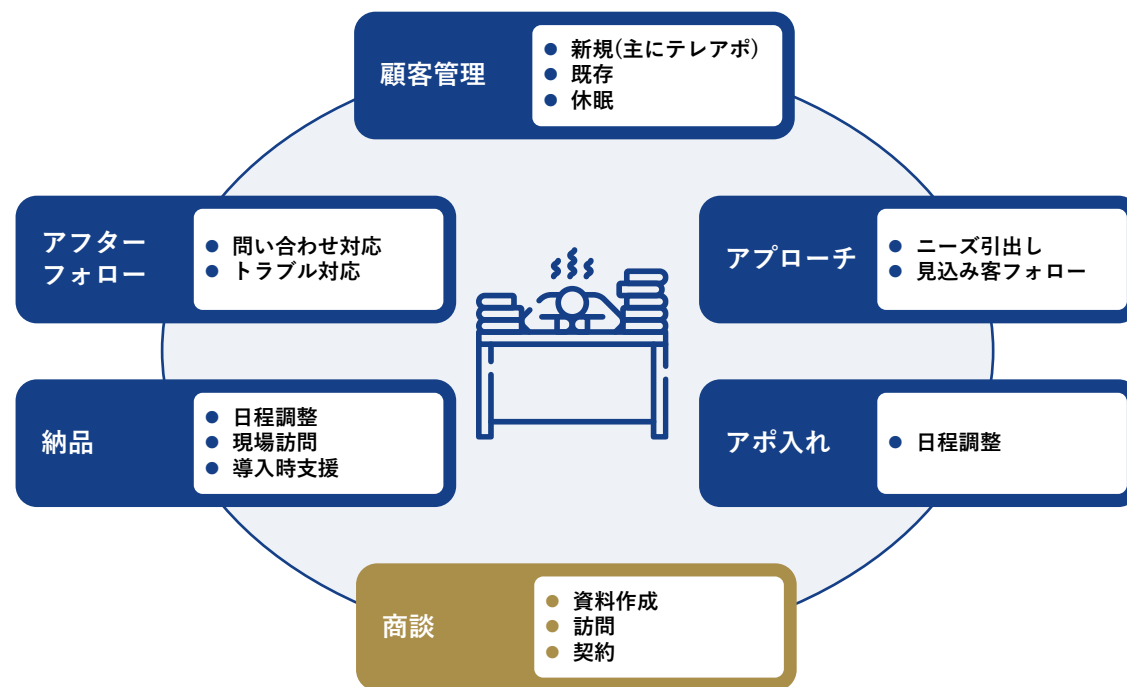 顧客管理
新規(主にテレアポ)
既存
休眠
アフター
フォロー
問い合わせ対応
トラブル対応
アプローチ
ニーズ引出し
見込み客フォロー
納品
日程調整
現場訪問
導入時支援
アポ入れ
日程調整
商談
資料作成
訪問
契約